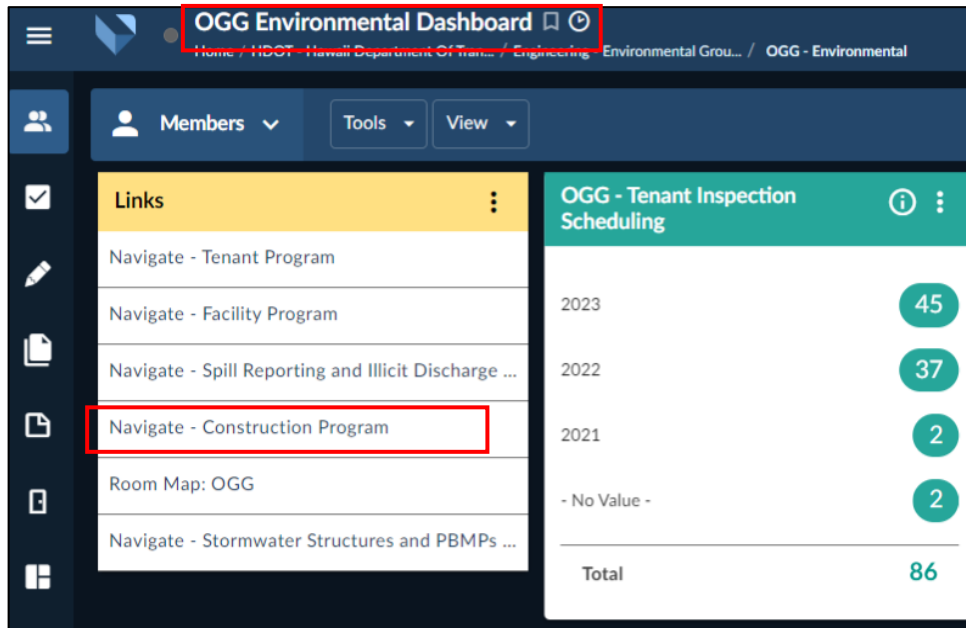 OGG Environmental Dashboard
Home / HDOT - Hawaii Department Of Tran... / Engineering - Environmental Grou... / OGG - Environmental
Members
Tools
View
Links
Navigate - Tenant Program
Navigate - Facility Program
Navigate - Spill Reporting and Illicit Discharge ...
Navigate - Construction Program
Room Map: OGG
Navigate - Stormwater Structures and PBMPs ...
OGG - Tenant Inspection
Scheduling
2023 45
2022 37
2021 2
- No Value - 2
Total 86